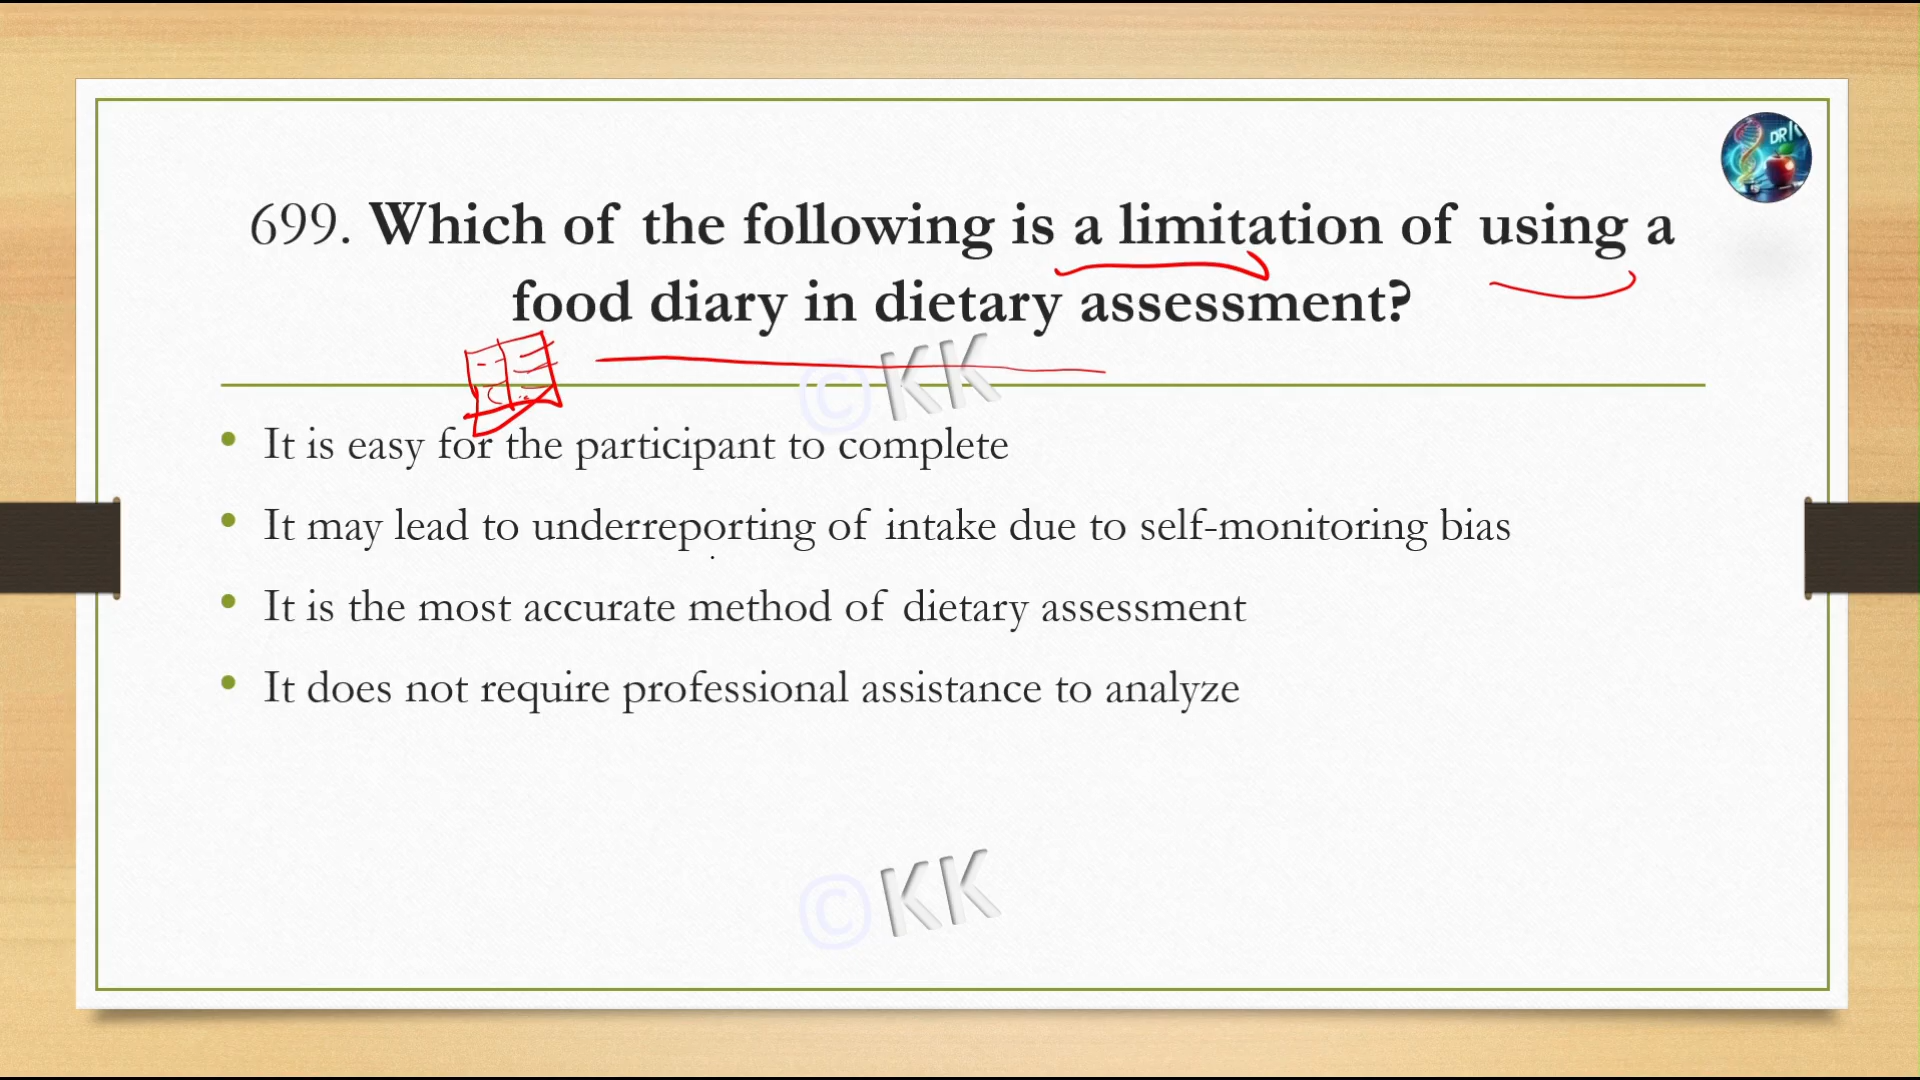 DR K
699. Which of the following is a limitation of using a
food diary in dietary assessment?
©KK
It is easy for the participant to complete
It may lead to underreporting of intake due to self-monitoring bias
It is the most accurate method of dietary assessment
It does not require professional assistance to analyze
©KK